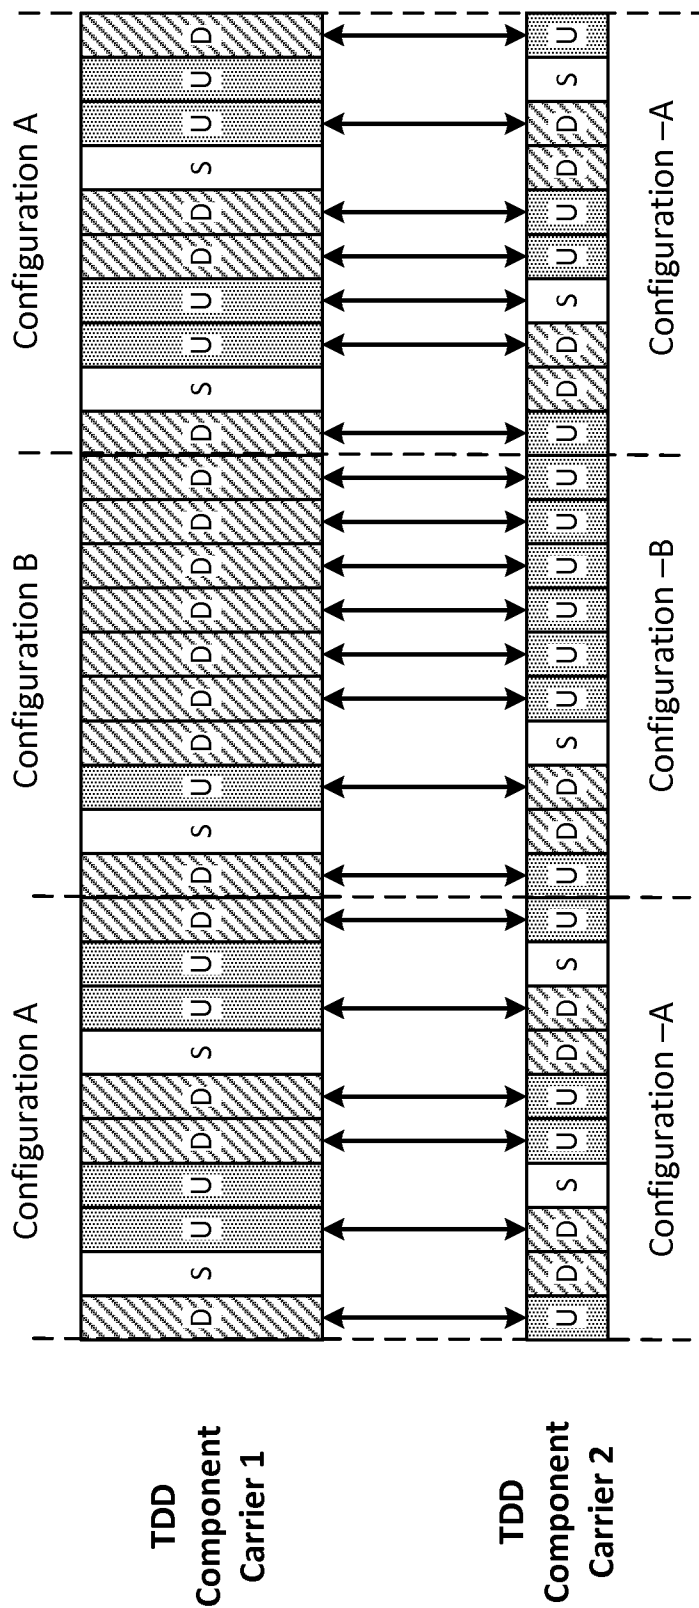 Configuration A Configuration B Configuration A
TDD
Component
Carrier 1
D S U U D D S U U D D S U D D D D D D D D S U U D D S U U D
TDD
Component
Carrier 2
U D D S U U D D S U U D D S U U U U U U U D D S U U D D S U
Configuration –A Configuration –B Configuration –A